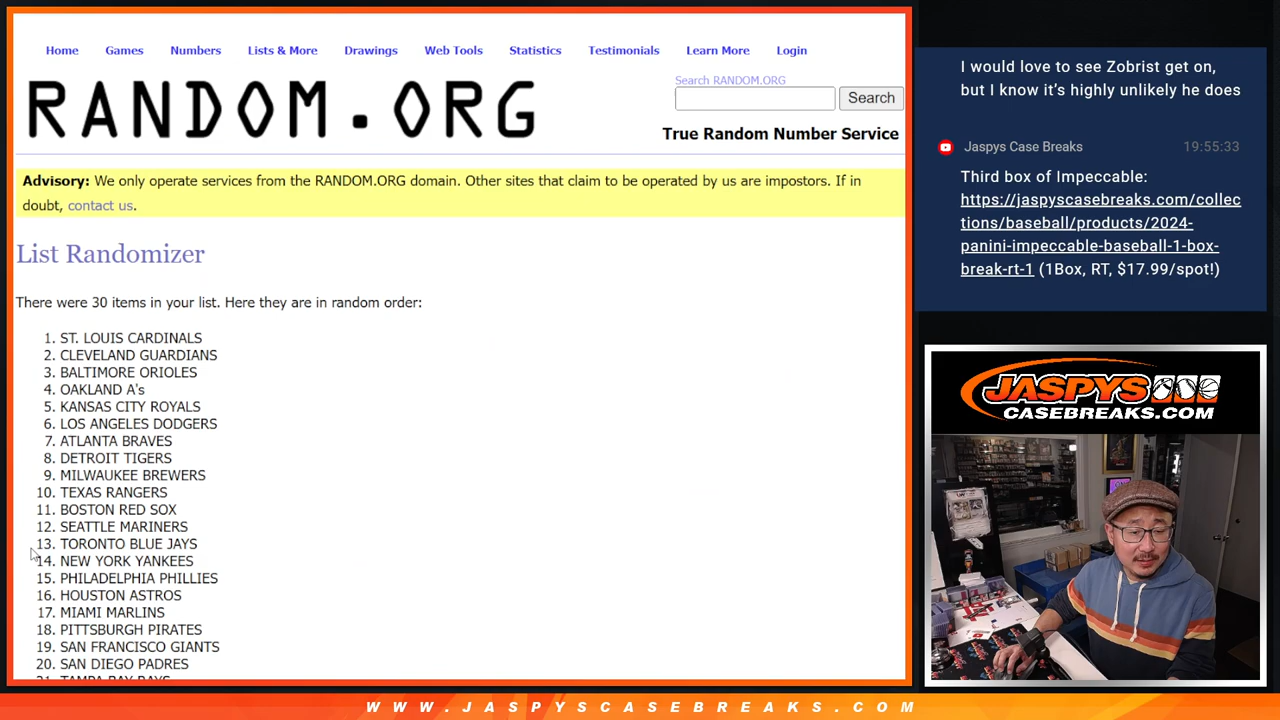 Home Games Numbers Lists & More Drawings Web Tools Statistics Testimonials Learn More Login
RANDOM.ORG
Search RANDOM.ORG
Search
True Random Number Service
Advisory: We only operate services from the RANDOM.ORG domain. Other sites that claim to be operated by us are impostors. If in
doubt, contact us.
List Randomizer
There were 30 items in your list. Here they are in random order:
1. ST. LOUIS CARDINALS
2. CLEVELAND GUARDIANS
3. BALTIMORE ORIOLES
4. OAKLAND A's
5. KANSAS CITY ROYALS
6. LOS ANGELES DODGERS
7. ATLANTA BRAVES
8. DETROIT TIGERS
9. MILWAUKEE BREWERS
10. TEXAS RANGERS
11. BOSTON RED SOX
12. SEATTLE MARINERS
13. TORONTO BLUE JAYS
14. NEW YORK YANKEES
15. PHILADELPHIA PHILLIES
16. HOUSTON ASTROS
17. MIAMI MARLINS
18. PITTSBURGH PIRATES
19. SAN FRANCISCO GIANTS
20. SAN DIEGO PADRES
21. TAMPA BAY RAYS
I would love to see Zobrist get on,
but I know it's highly unlikely he does
Jaspys Case Breaks 19:55:33
Third box of Impeccable:
https://jaspyscasebreaks.com/collec
tions/baseball/products/2024-
panini-impeccable-baseball-1-box-
break-rt-1 (1Box, RT, $17.99/spot!)
JASPYS
CASEBREAKS.COM
WWW.JASPYSCASEBREAKS.COM